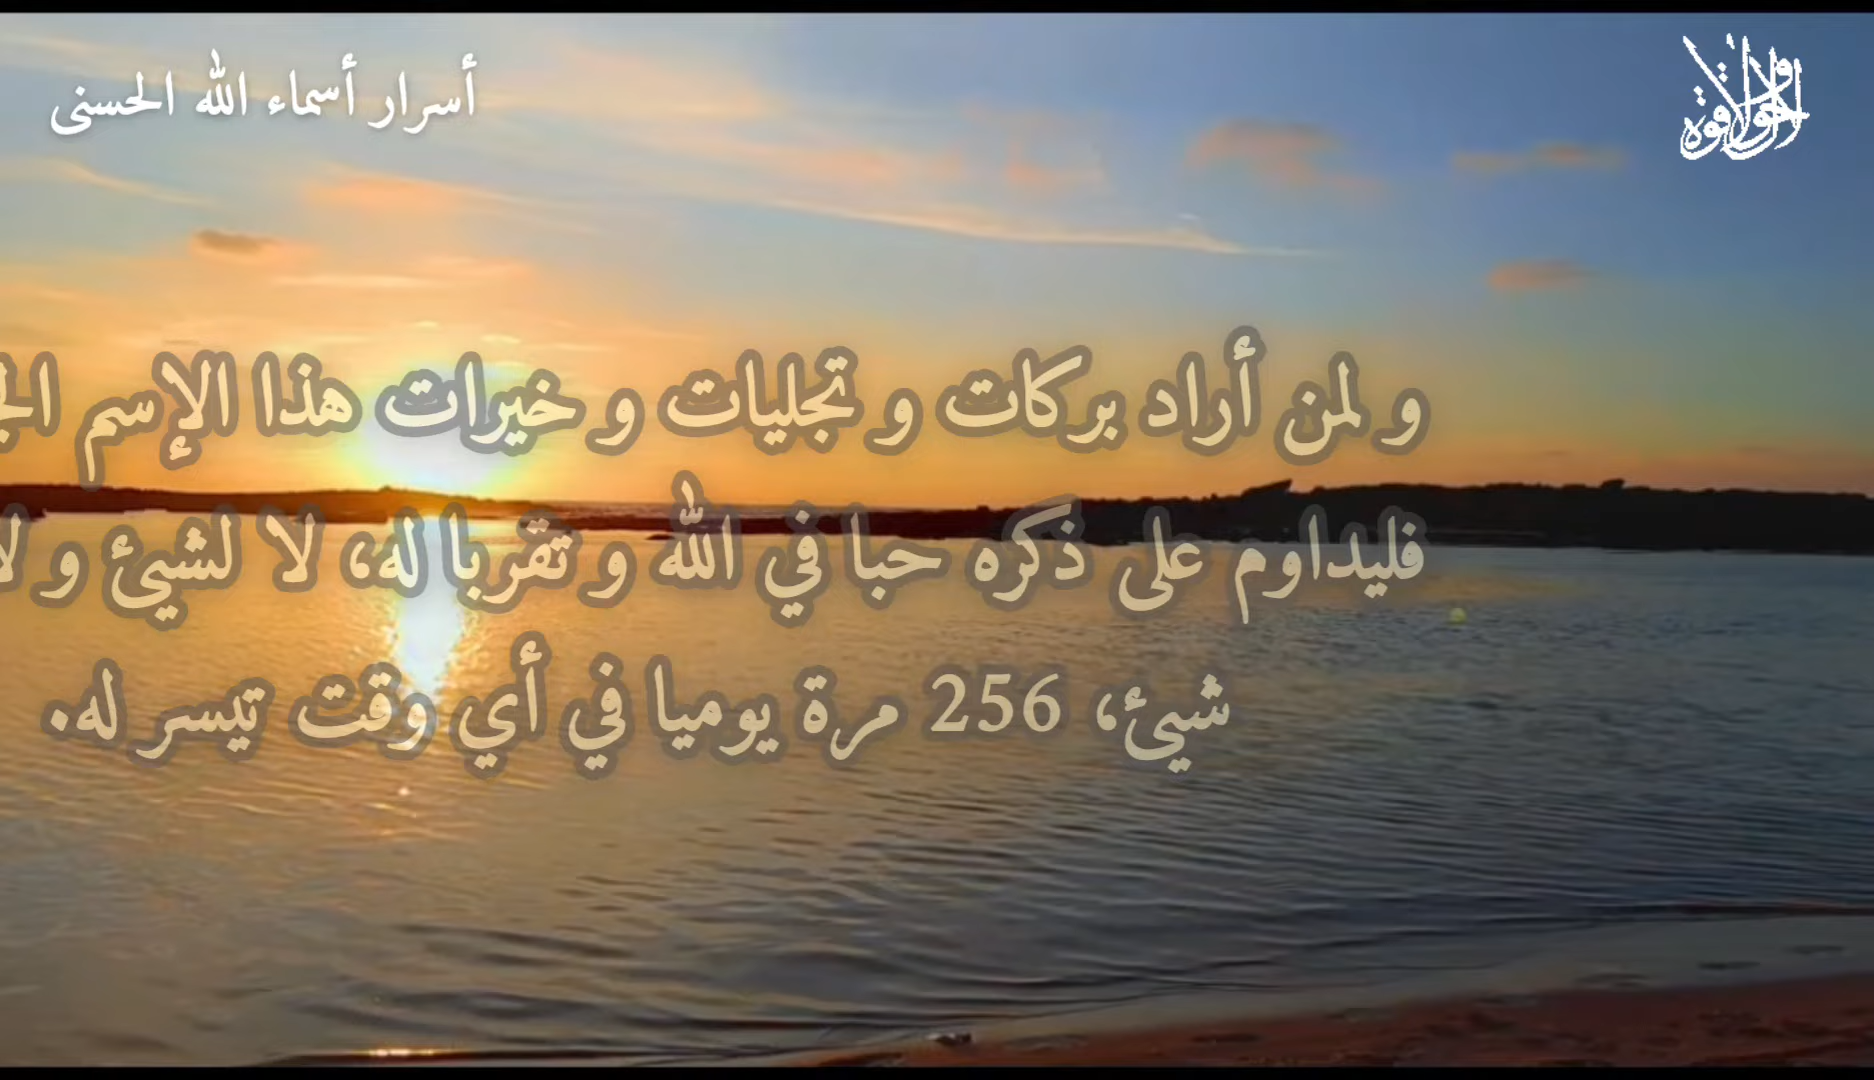 أسرار أسماء الله الحسنى
و لمن أراد بركات و تجليات و خيرات هذا الإسم
فليداوم على ذكره حبا في الله و تقربا له، لا لشيئ و لا
شيئ، 256 مرة يوميا في أي وقت تيسر له.